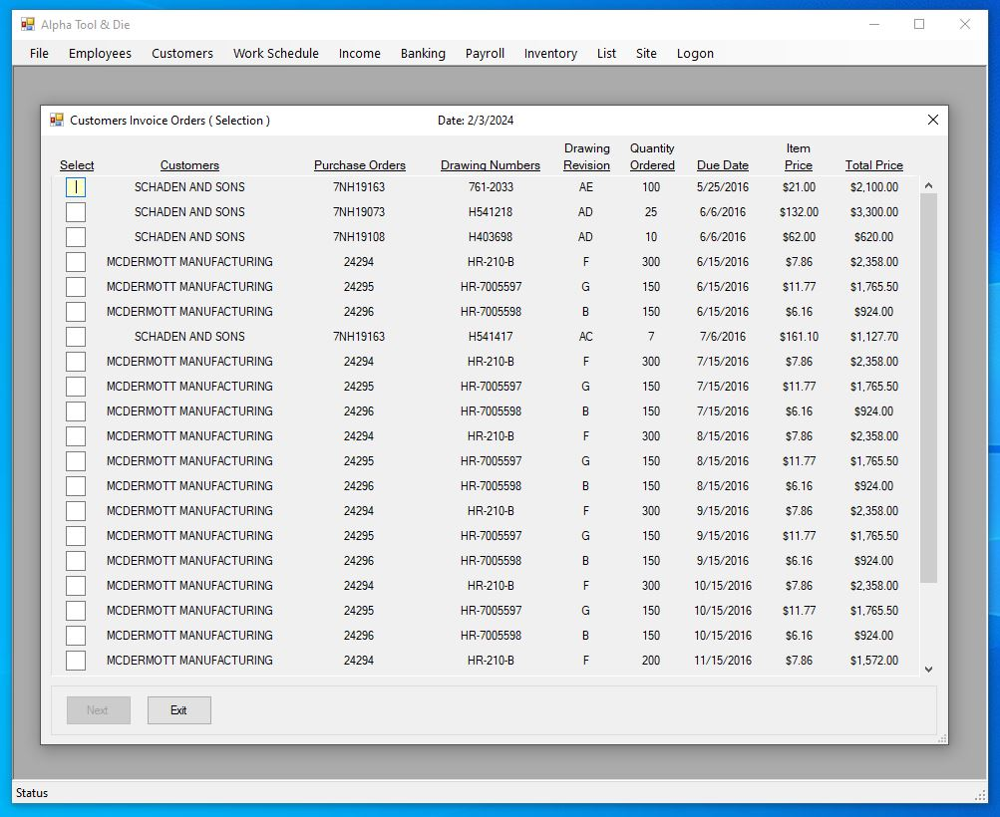 Alpha Tool & Die
File Employees Customers Work Schedule Income Banking Payroll Inventory List Site Logon
Customers Invoice Orders ( Selection ) Date: 2/3/2024
Drawing Quantity Item
Select Customers Purchase Orders Drawing Numbers Revision Ordered Due Date Price Total Price
SCHADEN AND SONS 7NH19163 761-2033 AE 100 5/25/2016 $21.00 $2,100.00
SCHADEN AND SONS 7NH19073 H541218 AD 25 6/6/2016 $132.00 $3,300.00
SCHADEN AND SONS 7NH19108 H403698 AD 10 6/6/2016 $62.00 $620.00
MCDERMOTT MANUFACTURING 24294 HR-210-B F 300 6/15/2016 $7.86 $2,358.00
MCDERMOTT MANUFACTURING 24295 HR-7005597 G 150 6/15/2016 $11.77 $1,765.50
MCDERMOTT MANUFACTURING 24296 HR-7005598 B 150 6/15/2016 $6.16 $924.00
SCHADEN AND SONS 7NH19163 H541417 AC 7 7/6/2016 $161.10 $1,127.70
MCDERMOTT MANUFACTURING 24294 HR-210-B F 300 7/15/2016 $7.86 $2,358.00
MCDERMOTT MANUFACTURING 24295 HR-7005597 G 150 7/15/2016 $11.77 $1,765.50
MCDERMOTT MANUFACTURING 24296 HR-7005598 B 150 7/15/2016 $6.16 $924.00
MCDERMOTT MANUFACTURING 24294 HR-210-B F 300 8/15/2016 $7.86 $2,358.00
MCDERMOTT MANUFACTURING 24295 HR-7005597 G 150 8/15/2016 $11.77 $1,765.50
MCDERMOTT MANUFACTURING 24296 HR-7005598 B 150 8/15/2016 $6.16 $924.00
MCDERMOTT MANUFACTURING 24294 HR-210-B F 300 9/15/2016 $7.86 $2,358.00
MCDERMOTT MANUFACTURING 24295 HR-7005597 G 150 9/15/2016 $11.77 $1,765.50
MCDERMOTT MANUFACTURING 24296 HR-7005598 B 150 9/15/2016 $6.16 $924.00
MCDERMOTT MANUFACTURING 24294 HR-210-B F 300 10/15/2016 $7.86 $2,358.00
MCDERMOTT MANUFACTURING 24295 HR-7005597 G 150 10/15/2016 $11.77 $1,765.50
MCDERMOTT MANUFACTURING 24296 HR-7005598 B 150 10/15/2016 $6.16 $924.00
MCDERMOTT MANUFACTURING 24294 HR-210-B F 200 11/15/2016 $7.86 $1,572.00
Next Exit
Status